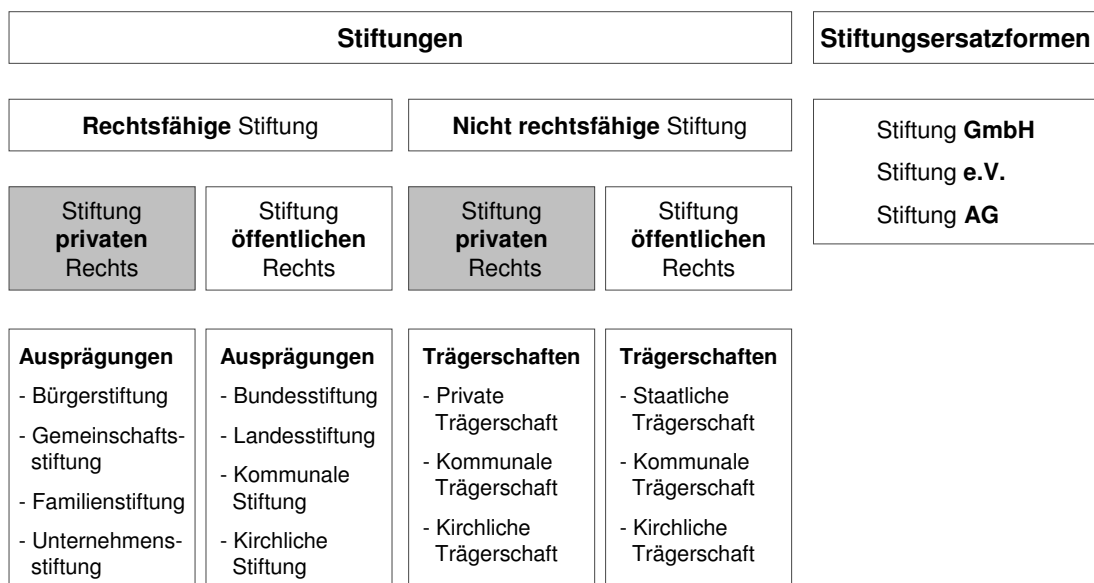 Stiftungen
Stiftungsersatzformen
Rechtsfähige Stiftung
Nicht rechtsfähige Stiftung
Stiftung GmbH
Stiftung e.V.
Stiftung AG
Stiftung
privaten
Rechts
Stiftung
öffentlichen
Rechts
Stiftung
privaten
Rechts
Stiftung
öffentlichen
Rechts
Ausprägungen
- Bürgerstiftung
- Gemeinschafts-
stiftung
- Familienstiftung
- Unternehmens-
stiftung
Ausprägungen
- Bundesstiftung
- Landesstiftung
- Kommunale
Stiftung
- Kirchliche
Stiftung
Trägerschaften
- Private
Trägerschaft
- Kommunale
Trägerschaft
- Kirchliche
Trägerschaft
Trägerschaften
- Staatliche
Trägerschaft
- Kommunale
Trägerschaft
- Kirchliche
Trägerschaft